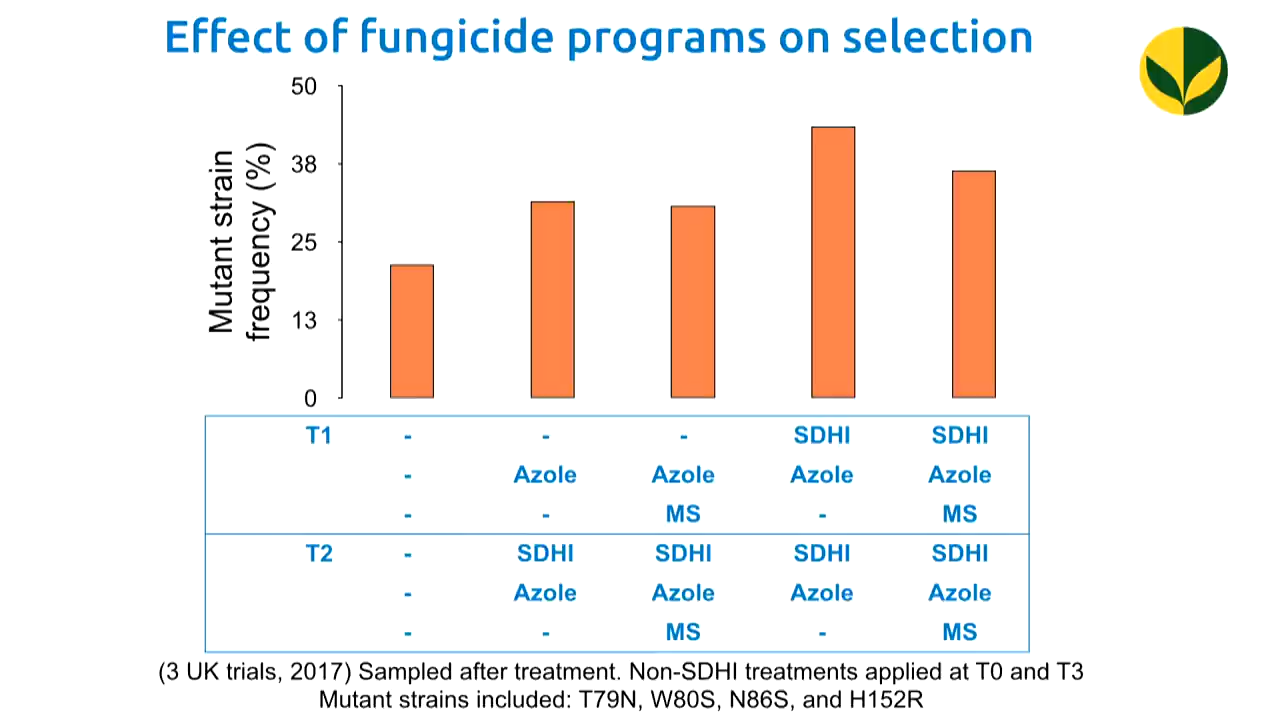 Effect of fungicide programs on selection
Mutant strain
frequency (%)
50
38
25
13
0
T1 - - - SDHI SDHI
- Azole Azole Azole Azole
- - MS - MS
T2 - SDHI SDHI SDHI SDHI
- Azole Azole Azole Azole
- - MS - MS
(3 UK trials, 2017) Sampled after treatment. Non-SDHI treatments applied at T0 and T3
Mutant strains included: T79N, W80S, N86S, and H152R